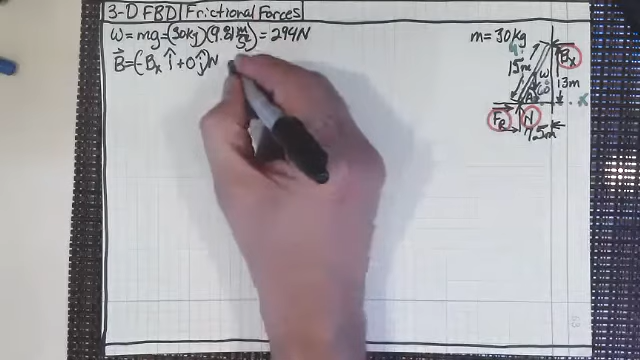 3-D FBD Frictional Forces
W = mg = (30kg)(9.81 m/s²) = 294N
B⃗ = (-Bx î + 0ĵ)N
m = 30kg
Bx
15m
W
60°
13m
A
x
FR
N
7.5m